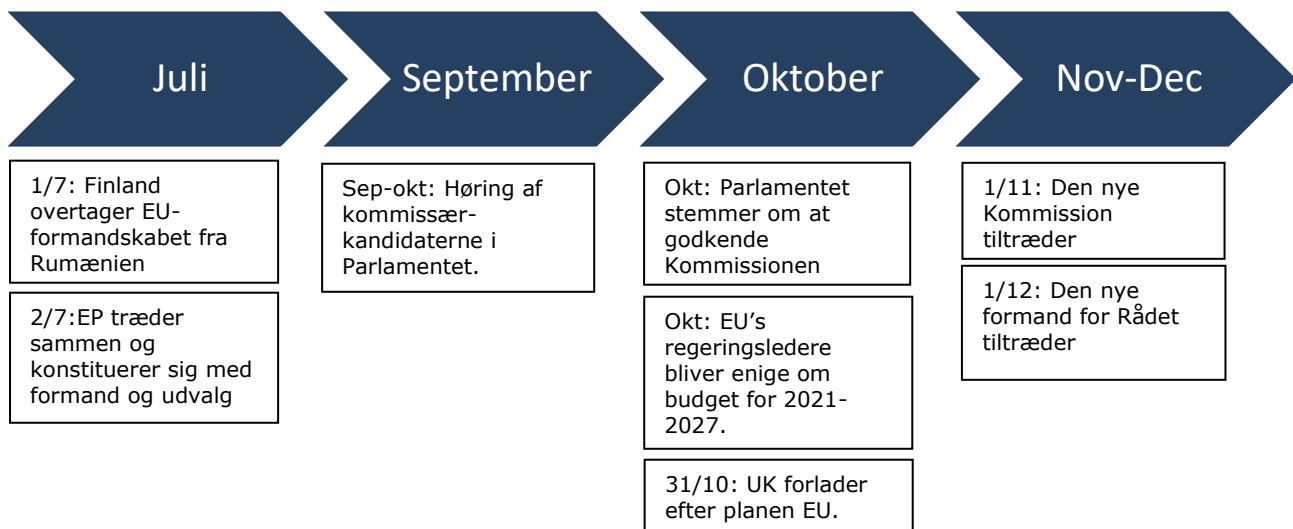 Juli
September
Oktober
Nov-Dec
1/7: Finland
overtager EU-
formandskabet fra
Rumænien
2/7:EP træder
sammen og
konstituerer sig med
formand og udvalg
Sep-okt: Høring af
kommissær-
kandidaterne i
Parlamentet.
Okt: Parlamentet
stemmer om at
godkende
Kommissionen
Okt: EU’s
regeringsledere
bliver enige om
budget for 2021-
2027.
31/10: UK forlader
efter planen EU.
1/11: Den nye
Kommission
tiltræder
1/12: Den nye
formand for Rådet
tiltræder